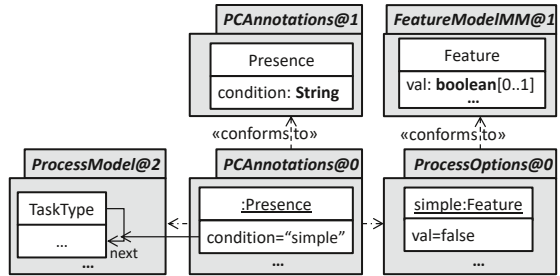 PCAnnotations@1
Presence
condition: String
...
FeatureModelMM@1
Feature
val: boolean[0..1]
...
...
«conforms to»
«conforms to»
ProcessModel@2
TaskType
...
next
...
PCAnnotations@0
:Presence
condition="simple"
...
ProcessOptions@0
simple:Feature
val=false
...